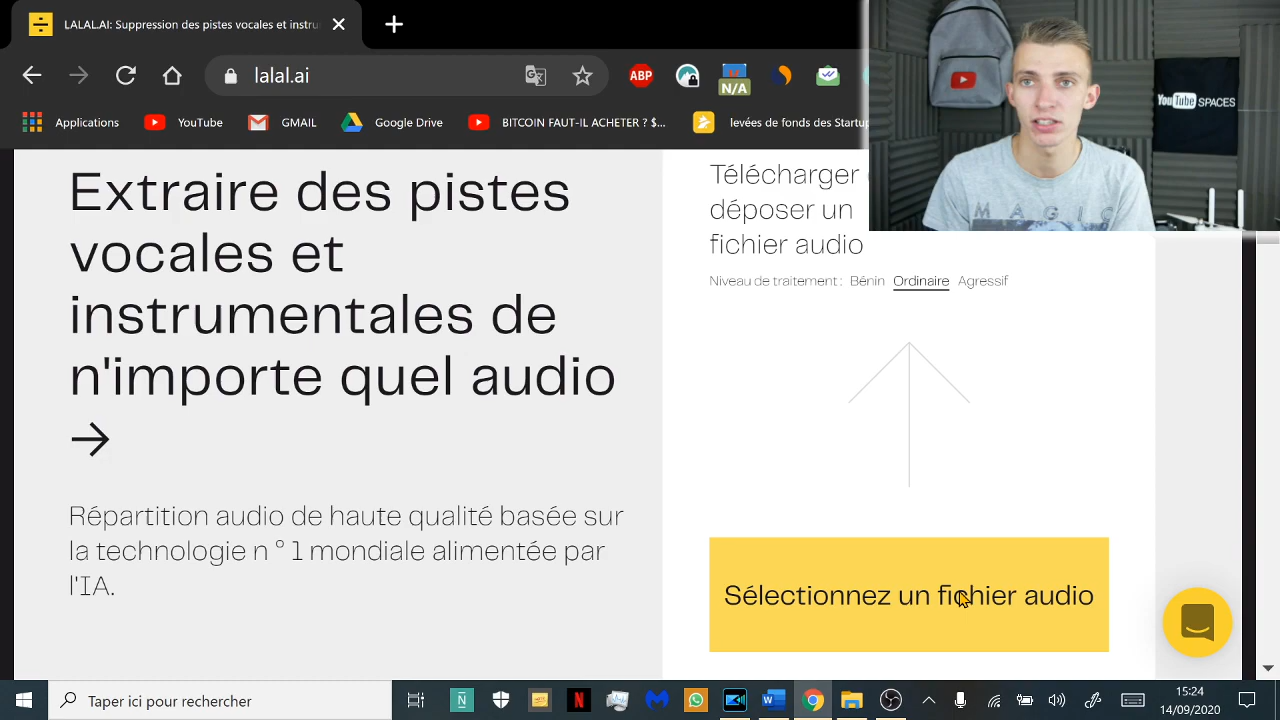 LALAL.AI: Suppression des pistes vocales et instru
lalal.ai
ABP
N/A
Applications
YouTube
GMAIL
Google Drive
BITCOIN FAUT-IL ACHETER ? $...
levées de fonds des Startup
YouTube SPACES
MAGIC
Extraire des pistes
vocales et
instrumentales de
n'importe quel audio
→
Répartition audio de haute qualité basée sur
la technologie n ° 1 mondiale alimentée par
l'IA.
Télécharger
déposer un
fichier audio
Niveau de traitement : Bénin Ordinaire Agressif
Sélectionnez un fichier audio
Taper ici pour rechercher
15:24
14/09/2020